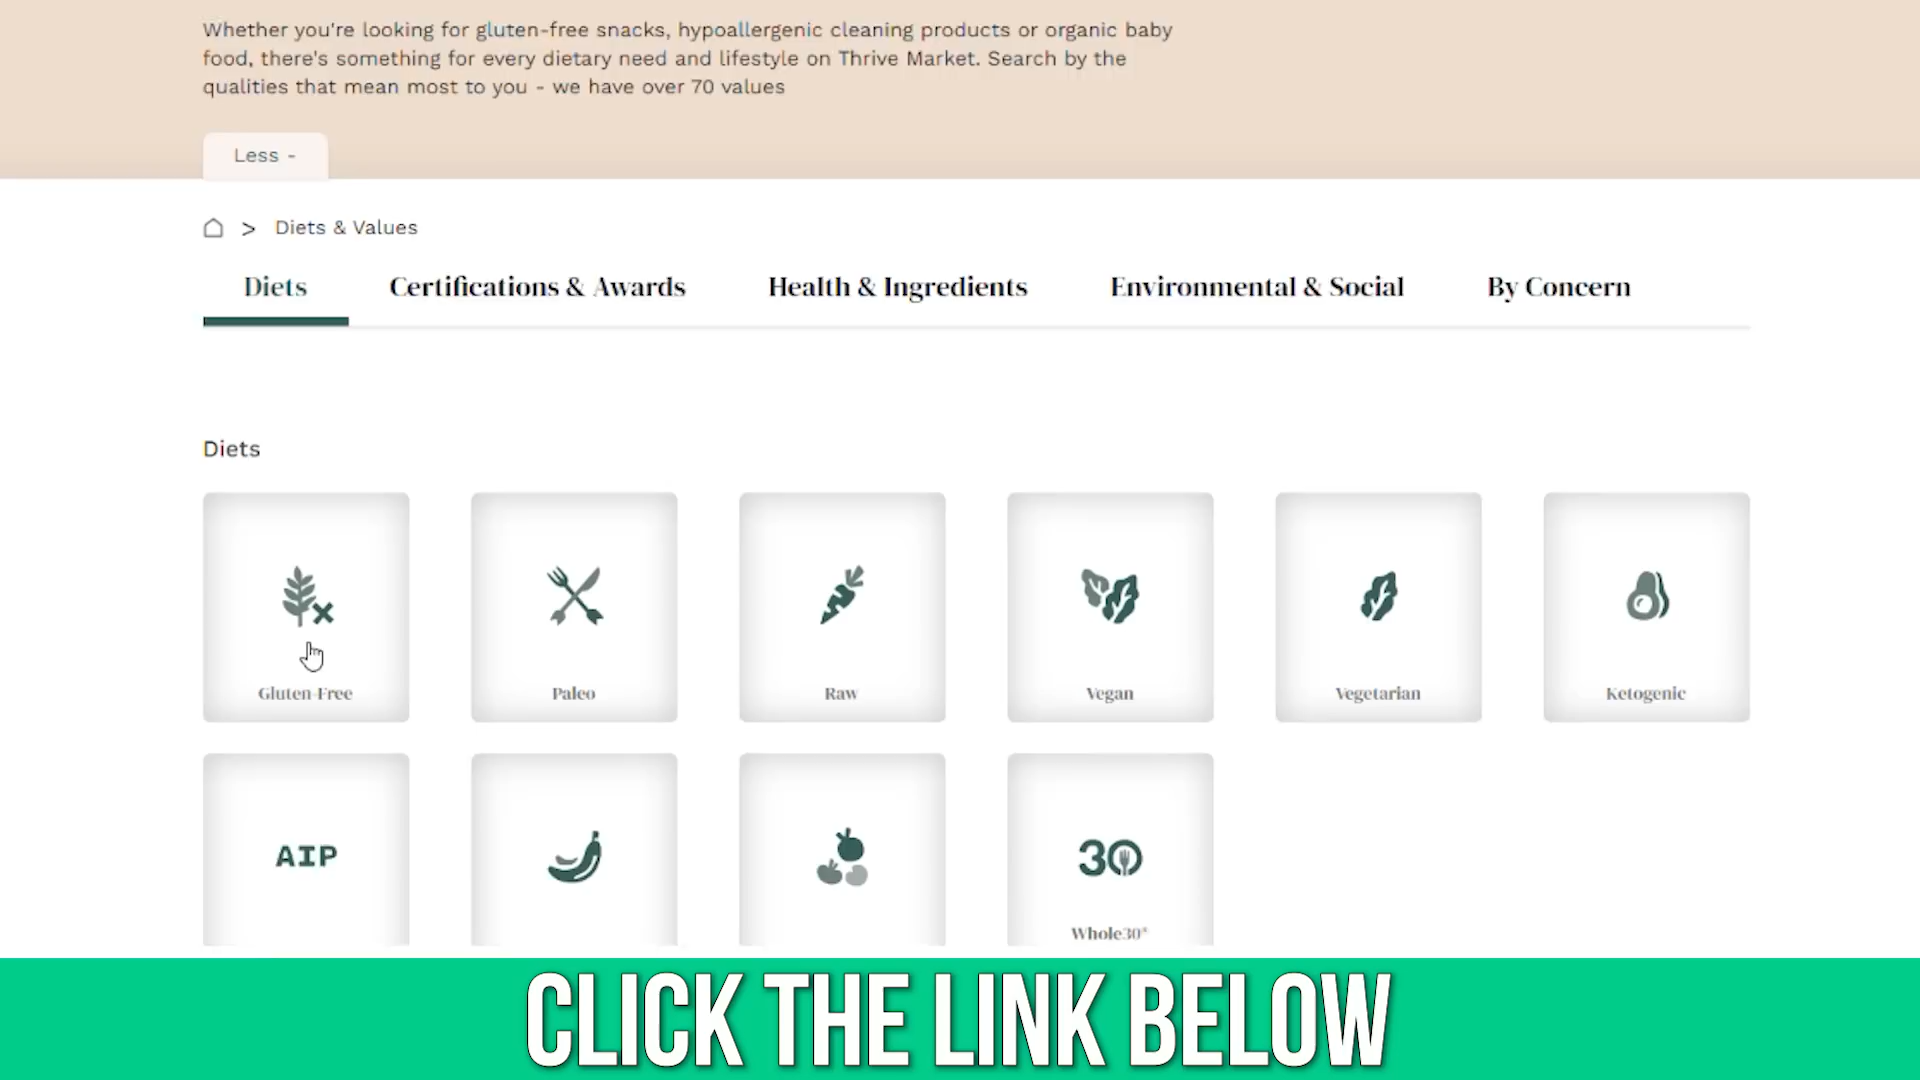 Whether you're looking for gluten-free snacks, hypoallergenic cleaning products or organic baby
food, there's something for every dietary need and lifestyle on Thrive Market. Search by the
qualities that mean most to you - we have over 70 values
Less -
> Diets & Values
Diets Certifications & Awards Health & Ingredients Environmental & Social By Concern
Diets
Gluten-Free Paleo Raw Vegan Vegetarian Ketogenic
AIP 30
Whole30®
CLICK THE LINK BELOW